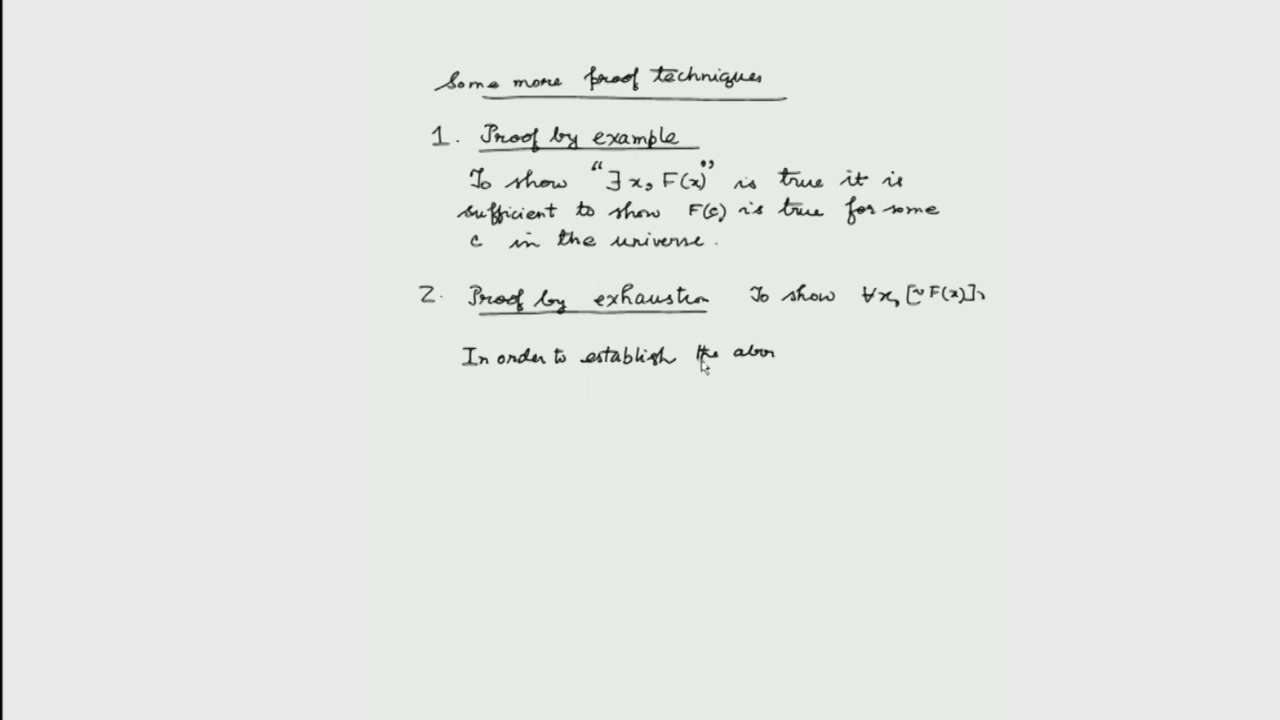 Some more proof techniques
1. Proof by example
To show "∃x, F(x)" is true it is
sufficient to show F(c) is true for some
c in the universe.
2. Proof by exhaustion To show ∀x, [~F(x)],
In order to establish the abov